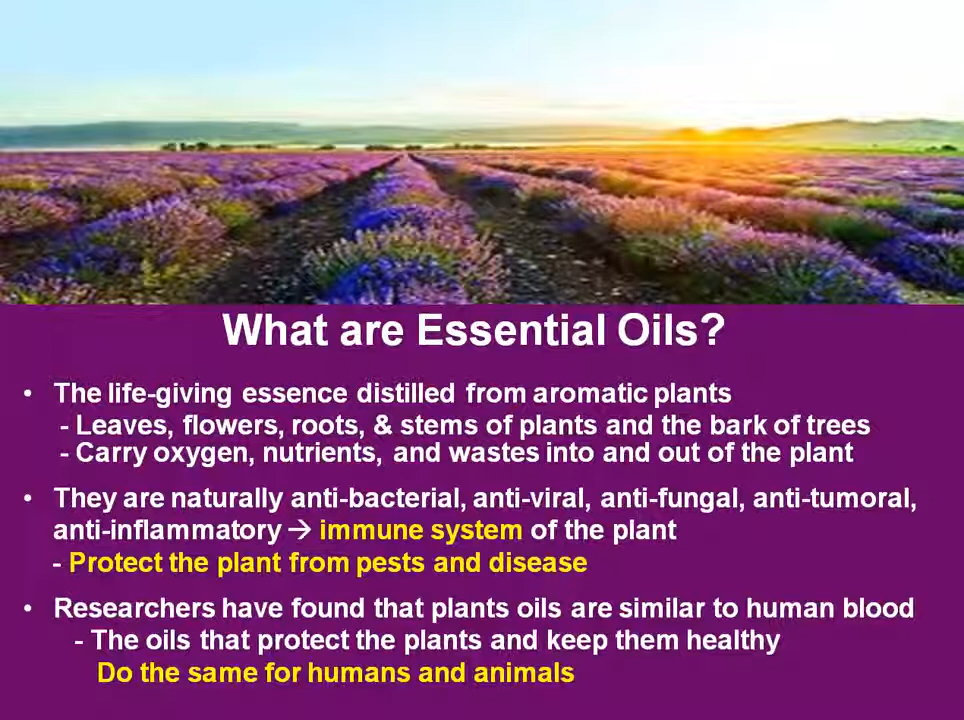 What are Essential Oils?
• The life-giving essence distilled from aromatic plants
- Leaves, flowers, roots, & stems of plants and the bark of trees
- Carry oxygen, nutrients, and wastes into and out of the plant
• They are naturally anti-bacterial, anti-viral, anti-fungal, anti-tumoral,
anti-inflammatory → immune system of the plant
- Protect the plant from pests and disease
• Researchers have found that plants oils are similar to human blood
- The oils that protect the plants and keep them healthy
Do the same for humans and animals